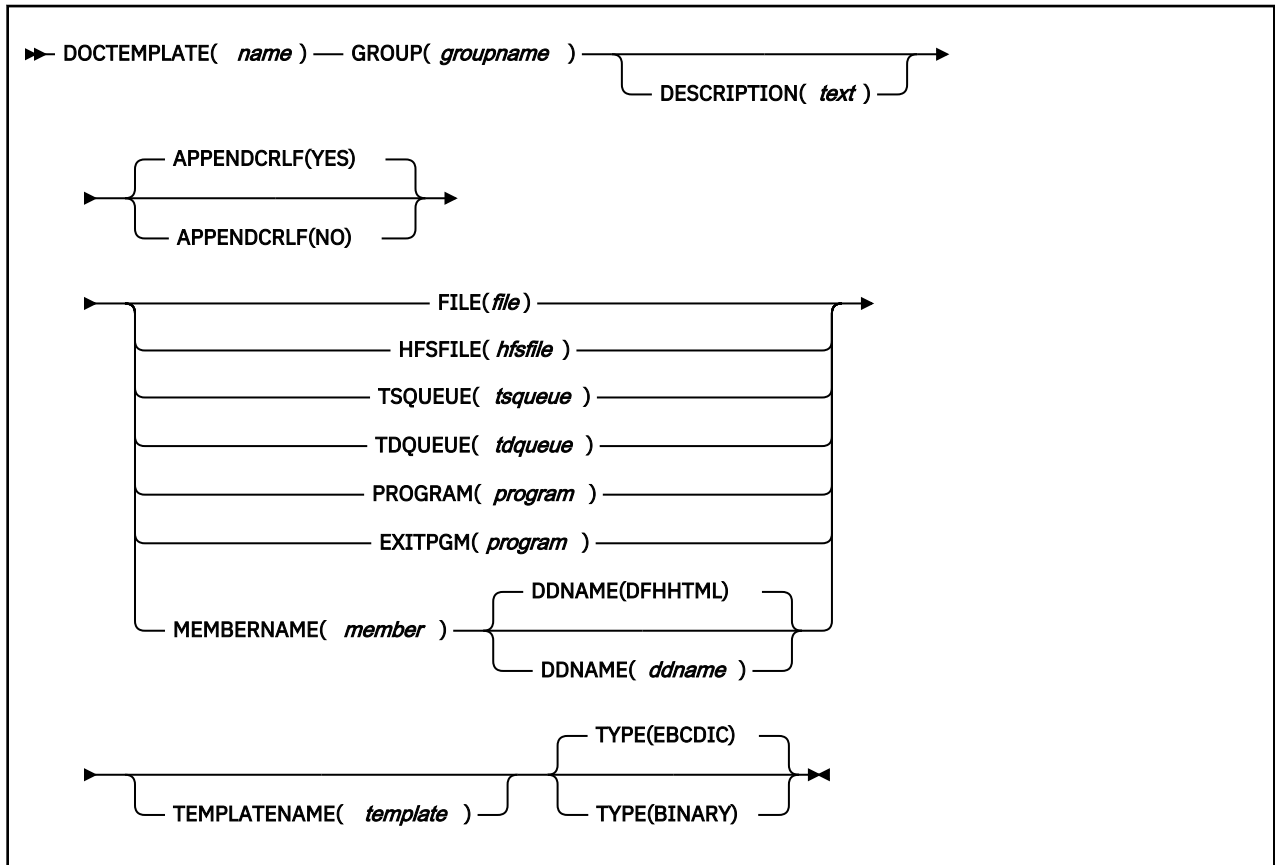 DOCTEMPLATE( name ) GROUP( groupname )
DESCRIPTION( text )
APPENDCRLF(YES)
APPENDCRLF(NO)
FILE( file )
HFSFILE( hfsfile )
TSQUEUE( tsqueue )
TDQUEUE( tdqueue )
PROGRAM( program )
EXITPGM( program )
DDNAME(DFHHTML)
MEMBERNAME( member )
DDNAME( ddname )
TYPE(EBCDIC)
TEMPLATENAME( template ) TYPE(BINARY)